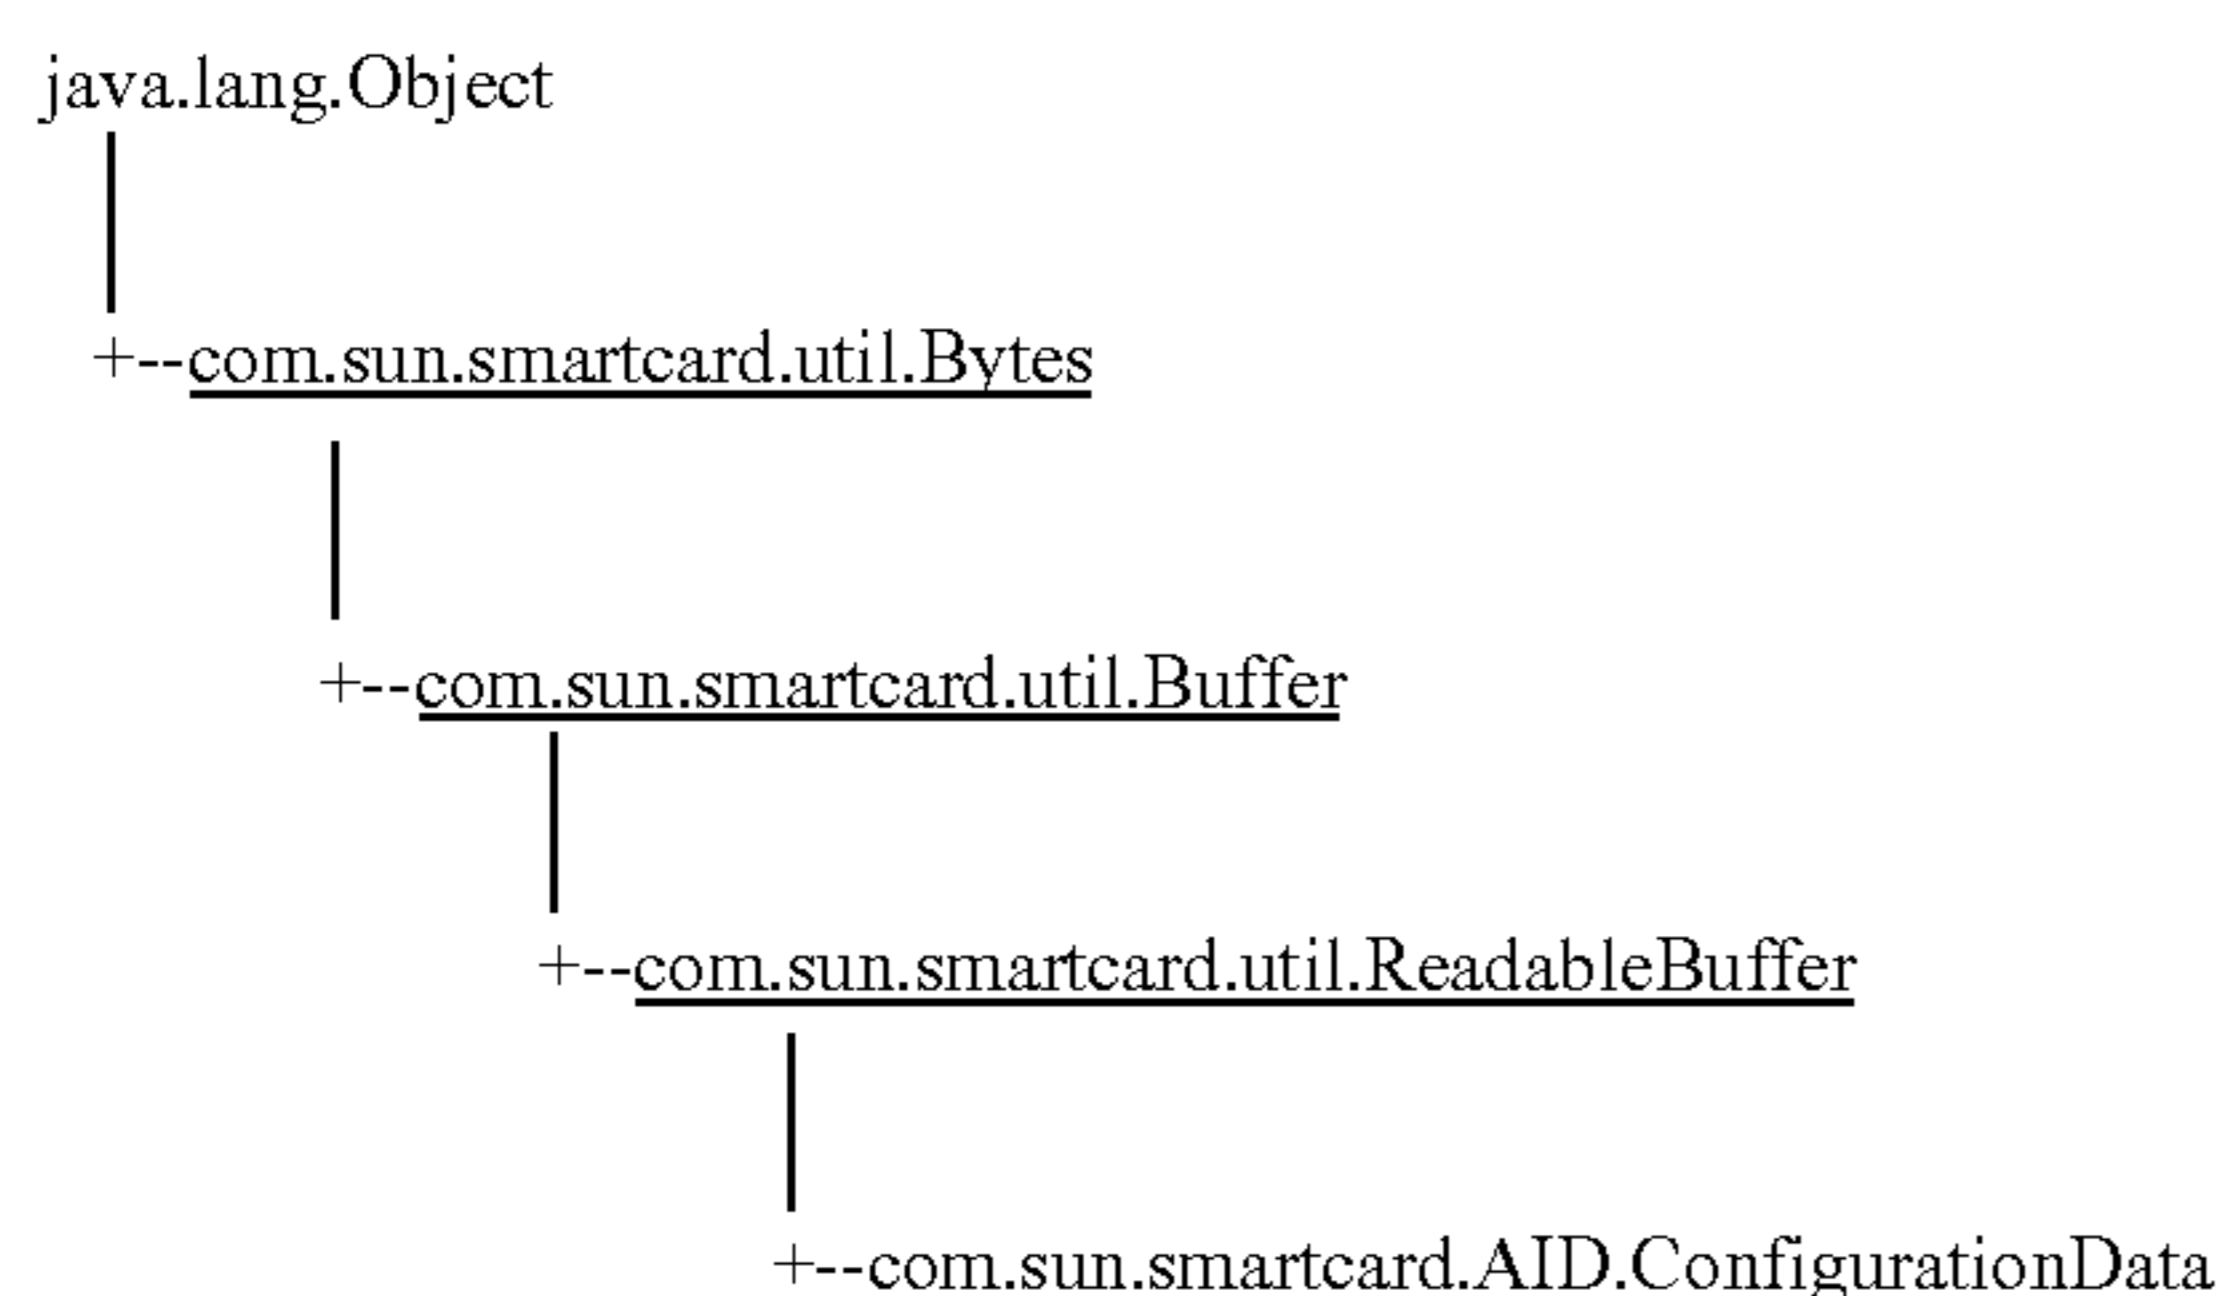 java.lang.Object
+--com.sun.smartcard.util.Bytes
+--com.sun.smartcard.util.Buffer
+--com.sun.smartcard.util.ReadableBuffer
+--com.sun.smartcard.AID.ConfigurationData